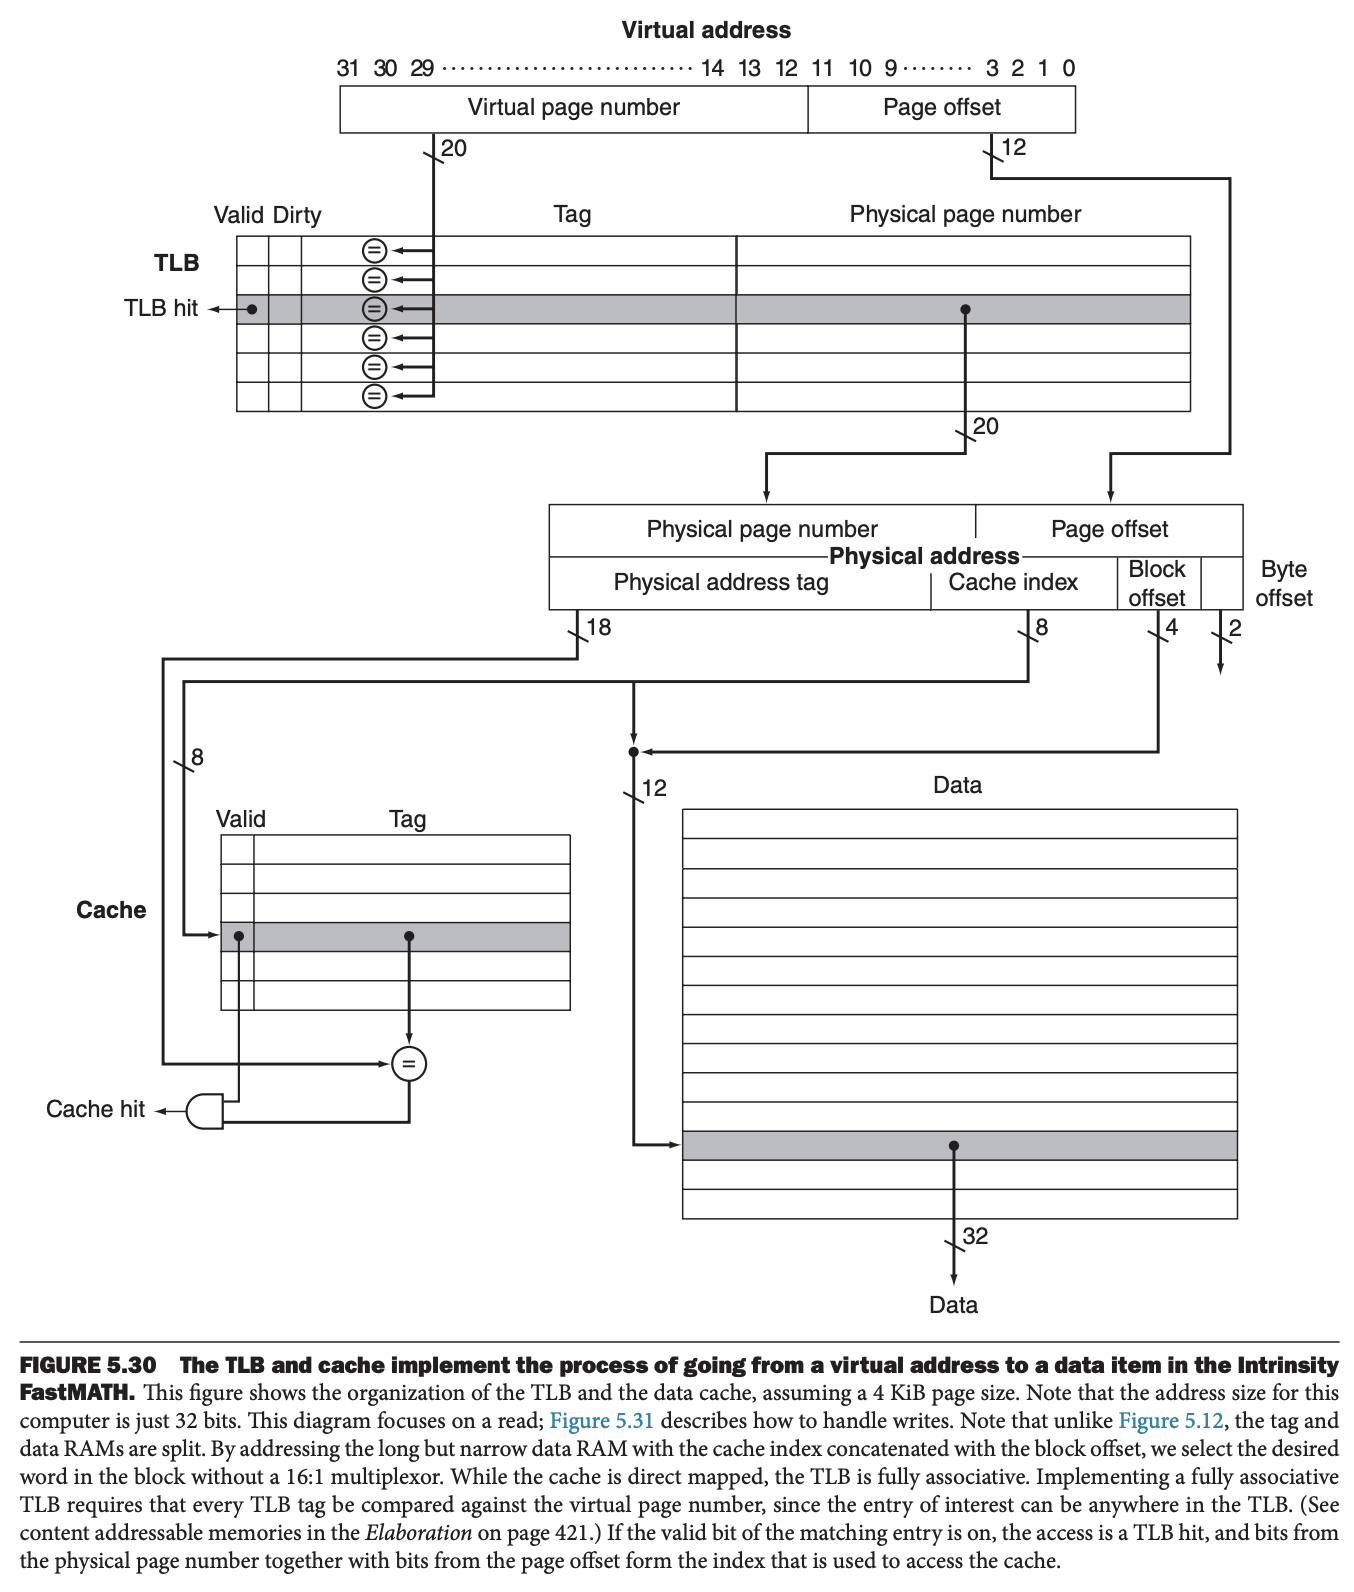 Virtual address
31 30 29 ······························ 14 13 12 11 10 9 ········ 3 2 1 0
Virtual page number Page offset
20 12
Valid Dirty Tag Physical page number
TLB
=
=
TLB hit =
=
=
=
20
Physical page number Page offset
Physical address
Physical address tag Cache index Block offset Byte offset
18 8 4 2
8
12
Data
Valid Tag
Cache
=
Cache hit
32
Data
FIGURE 5.30 The TLB and cache implement the process of going from a virtual address to a data item in the Intrinsity
FastMATH. This figure shows the organization of the TLB and the data cache, assuming a 4 KiB page size. Note that the address size for this
computer is just 32 bits. This diagram focuses on a read; Figure 5.31 describes how to handle writes. Note that unlike Figure 5.12, the tag and
data RAMs are split. By addressing the long but narrow data RAM with the cache index concatenated with the block offset, we select the desired
word in the block without a 16:1 multiplexor. While the cache is direct mapped, the TLB is fully associative. Implementing a fully associative
TLB requires that every TLB tag be compared against the virtual page number, since the entry of interest can be anywhere in the TLB. (See
content addressable memories in the Elaboration on page 421.) If the valid bit of the matching entry is on, the access is a TLB hit, and bits from
the physical page number together with bits from the page offset form the index that is used to access the cache.